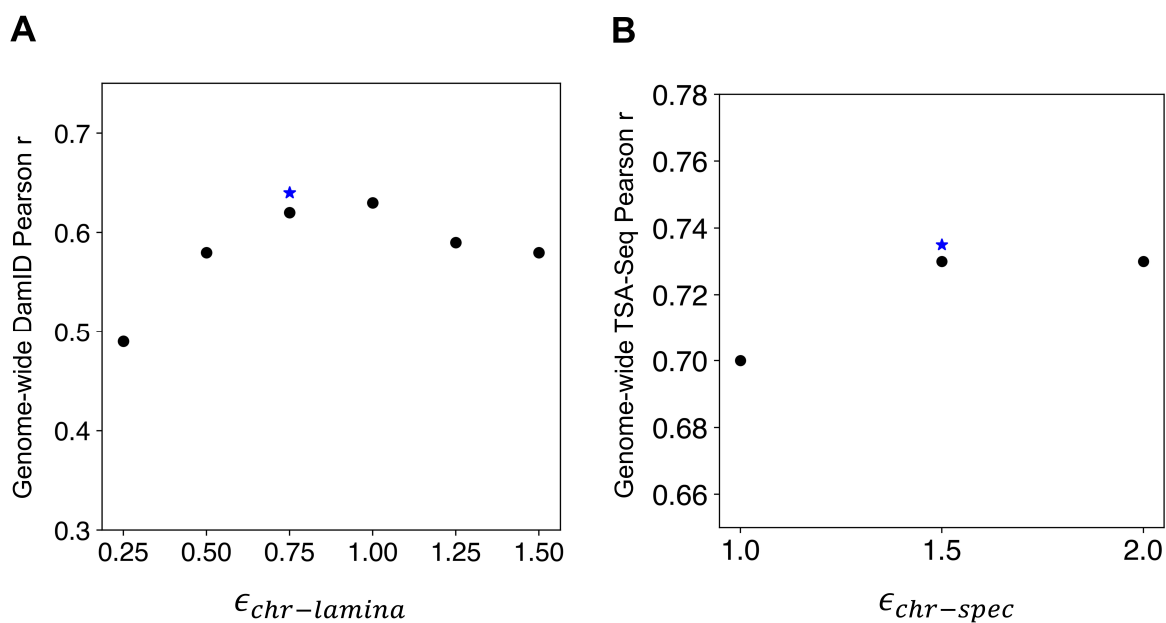 A
B
Genome-wide DamID Pearson r
0.7
0.6
0.5
0.4
0.3
0.25 0.50 0.75 1.00 1.25 1.50
ϵchr−lamina
Genome-wide TSA-Seq Pearson r
0.78
0.76
0.74
0.72
0.70
0.68
0.66
1.0 1.5 2.0
ϵchr−spec